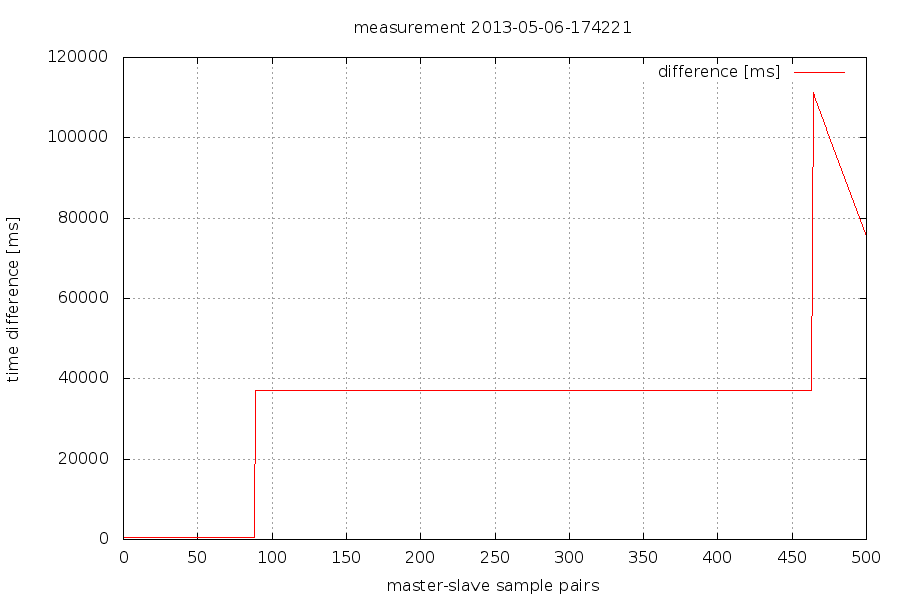 measurement 2013-05-06-174221
difference [ms]
time difference [ms]
120000
100000
80000
60000
40000
20000
0
0 50 100 150 200 250 300 350 400 450 500
master-slave sample pairs